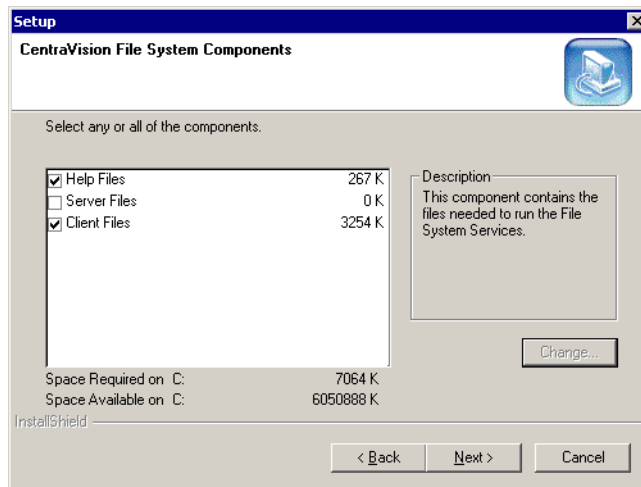 Setup
CentraVision File System Components
Select any or all of the components.
Help Files 267 K
Server Files 0 K
Client Files 3254 K
Description
This component contains the
files needed to run the File
System Services.
Change...
Space Required on C: 7064 K
Space Available on C: 6050888 K
InstallShield
< Back Next > Cancel